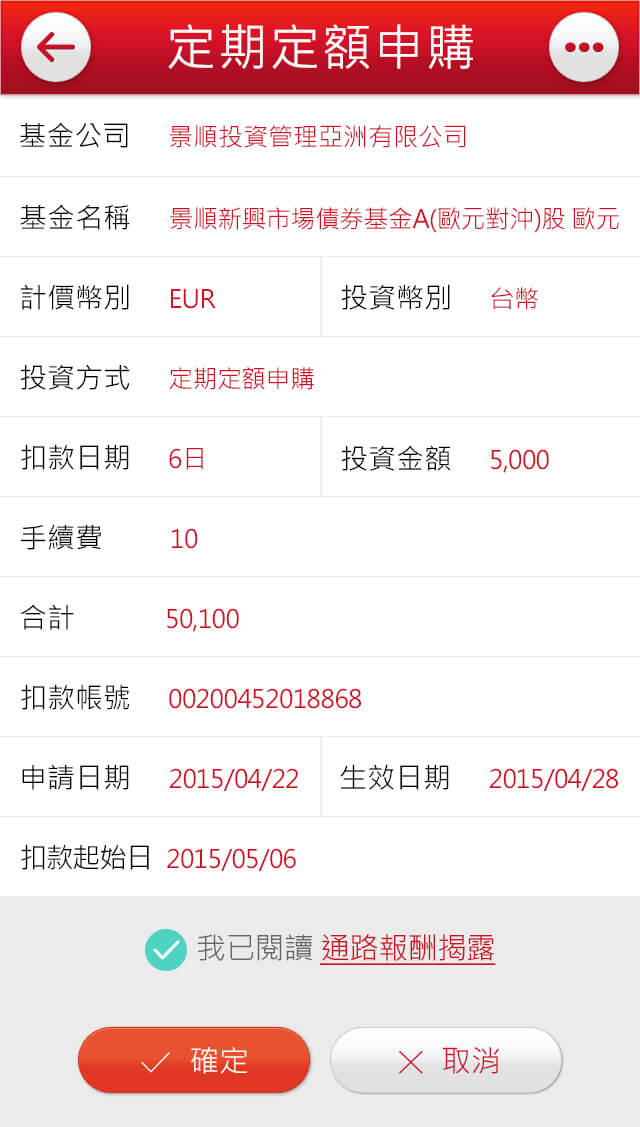 定期定額申購
基金公司 景順投資管理亞洲有限公司
基金名稱 景順新興市場債券基金A(歐元對沖)股 歐元
計價幣別 EUR 投資幣別 台幣
投資方式 定期定額申購
扣款日期 6日 投資金額 5,000
手續費 10
合計 50,100
扣款帳號 00200452018868
申請日期 2015/04/22 生效日期 2015/04/28
扣款起始日 2015/05/06
我已閱讀 通路報酬揭露
確定 取消